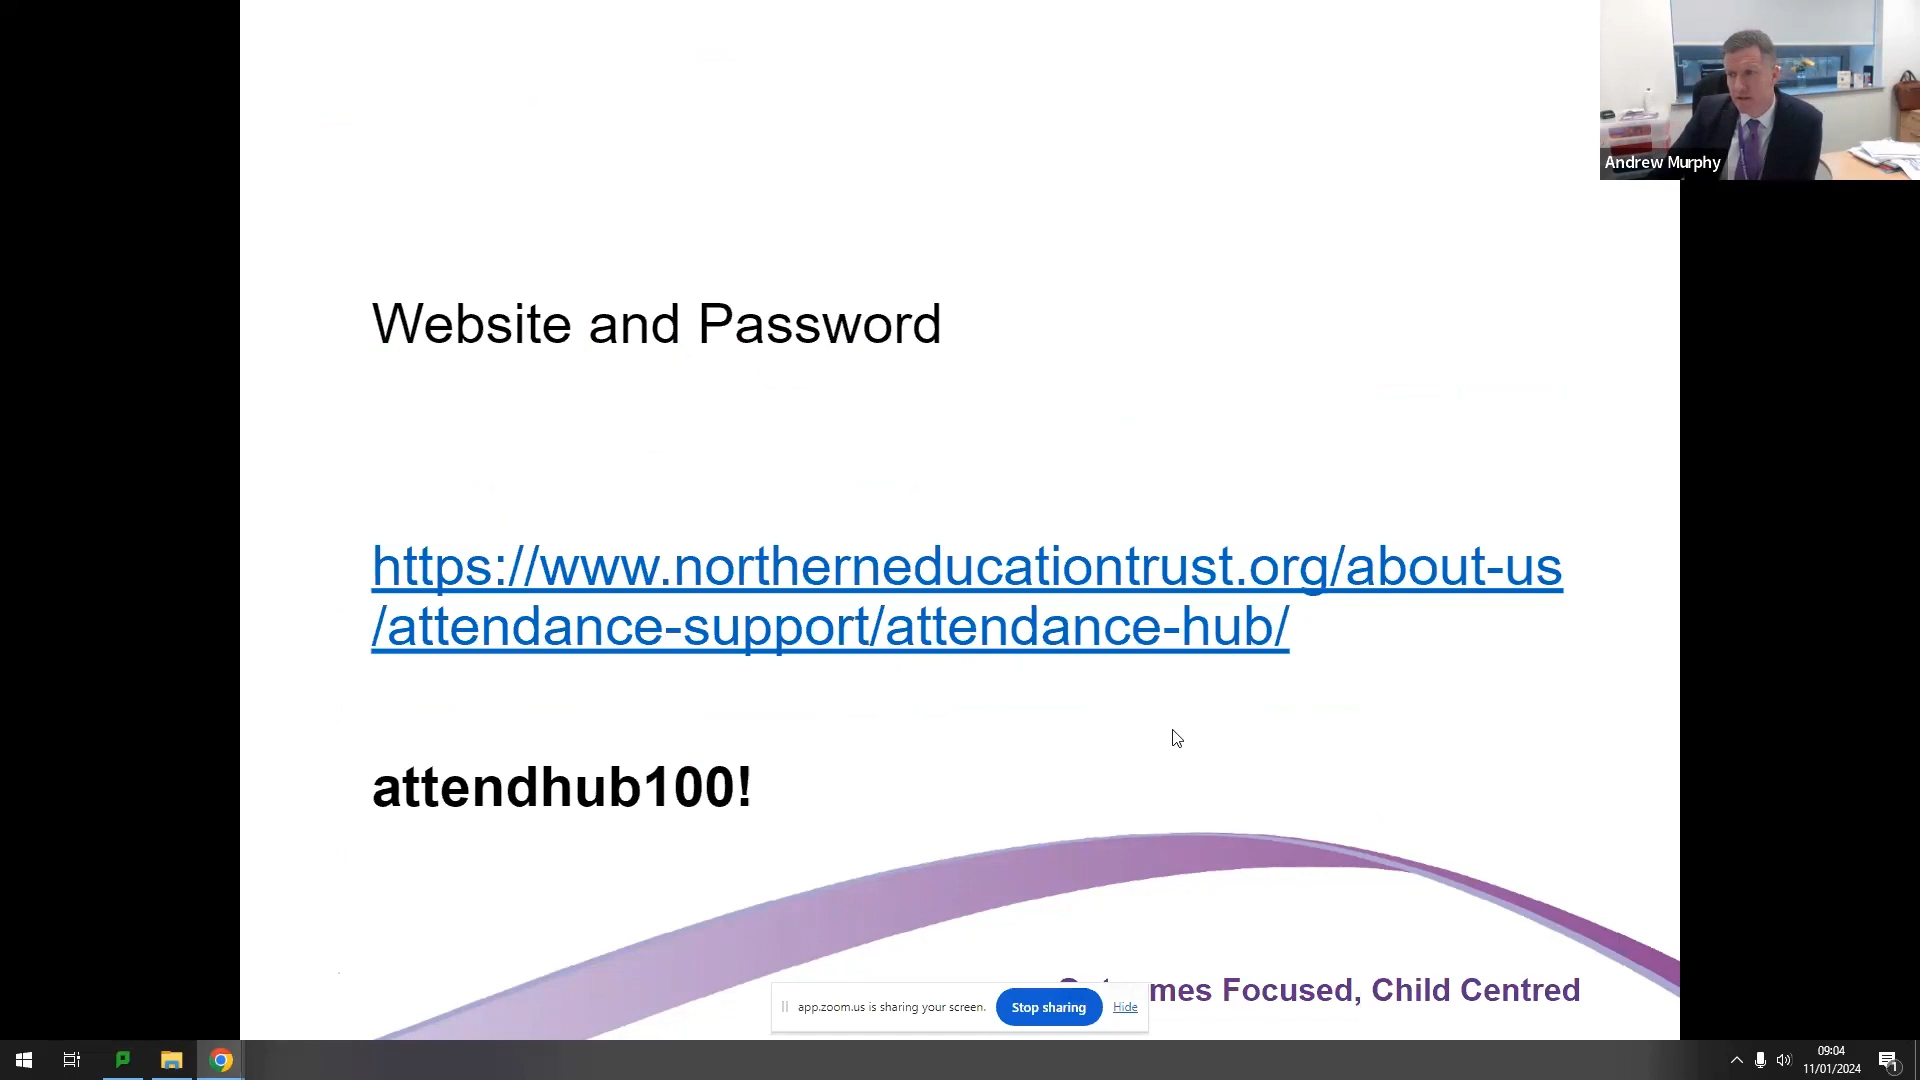 Andrew Murphy
Website and Password
https://www.northerneducationtrust.org/about-us
/attendance-support/attendance-hub/
attendhub100!
Focused, Child Centred
app.zoom.us is sharing your screen.
Stop sharing
Hide
09:04
11/01/2024
1